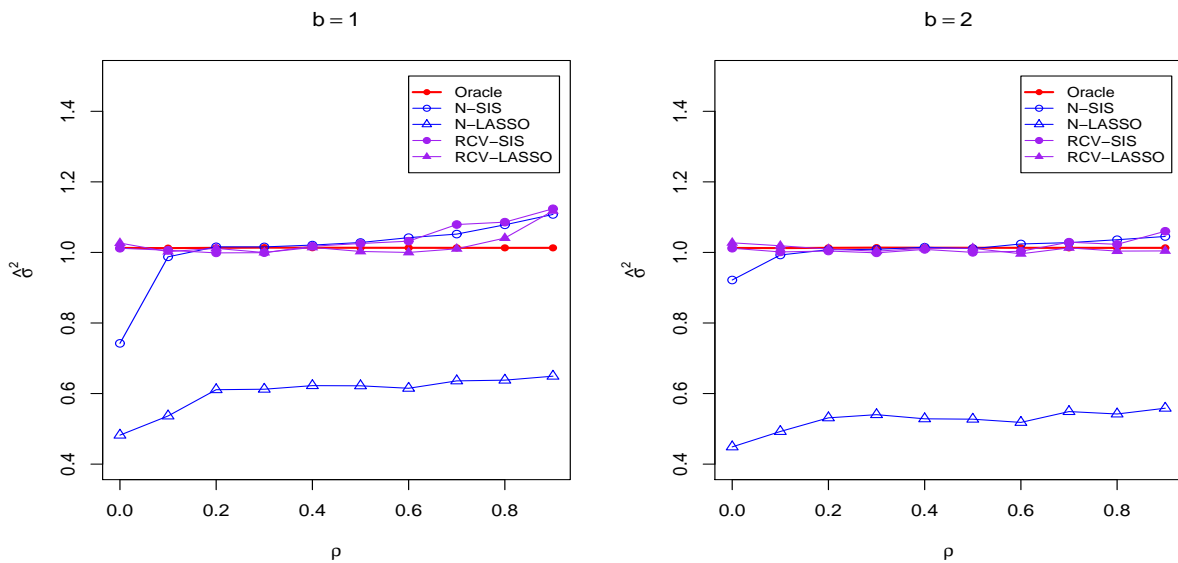 b = 1
Oracle
N−SIS
N−LASSO
RCV−SIS
RCV−LASSO
1.4
1.2
1.0
0.8
0.6
0.4
σ̂²
0.0 0.2 0.4 0.6 0.8
ρ
b = 2
Oracle
N−SIS
N−LASSO
RCV−SIS
RCV−LASSO
1.4
1.2
1.0
0.8
0.6
0.4
σ̂²
0.0 0.2 0.4 0.6 0.8
ρ